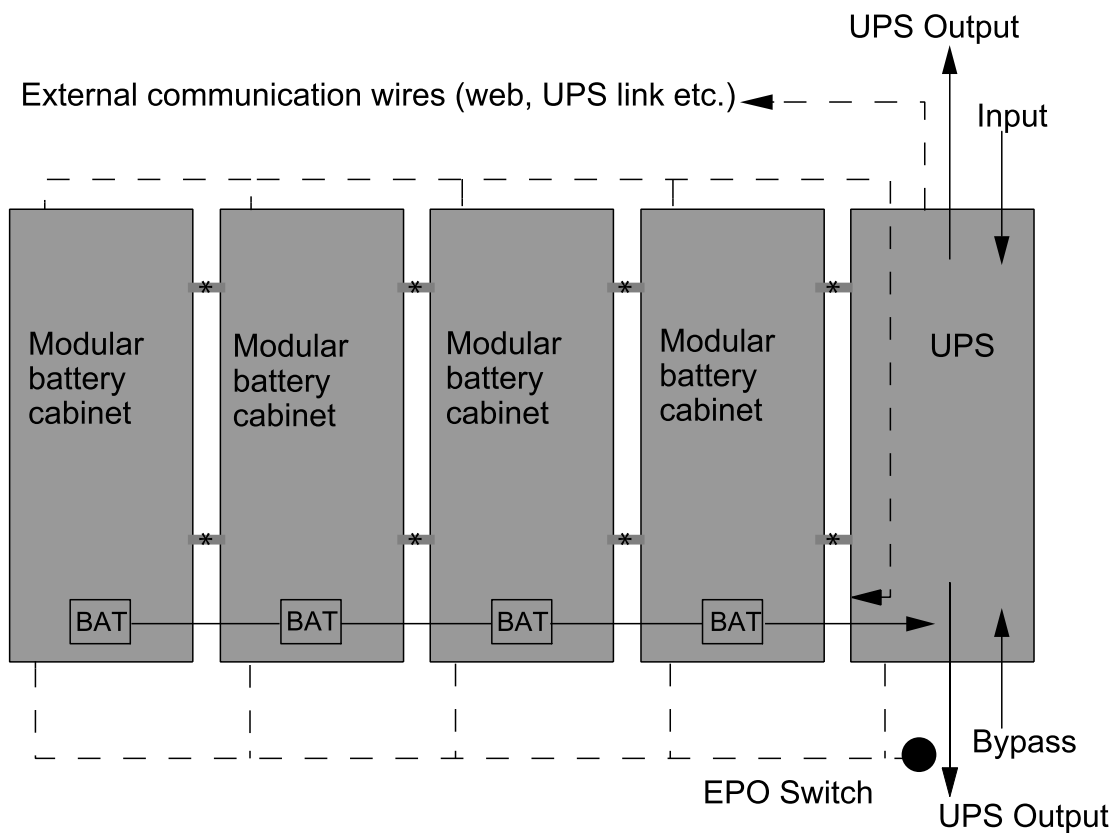 UPS Output
External communication wires (web, UPS link etc.)
Input
*
*
*
*
Modular
battery
cabinet
Modular
battery
cabinet
Modular
battery
cabinet
Modular
battery
cabinet
UPS
*
*
*
*
BAT
BAT
BAT
BAT
Bypass
EPO Switch
UPS Output